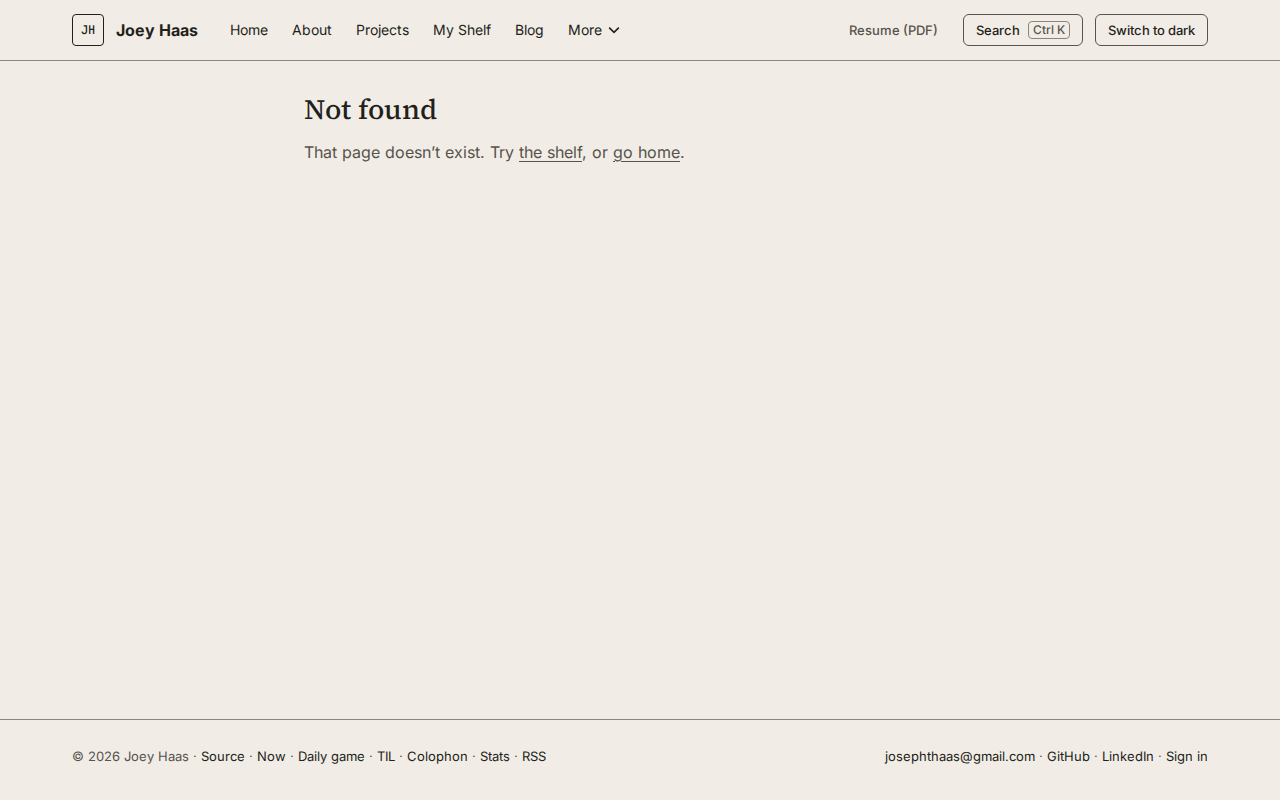 JH Joey Haas Home About Projects My Shelf Blog More Resume (PDF) Search Ctrl K Switch to dark
Not found
That page doesn’t exist. Try the shelf, or go home.
© 2026 Joey Haas · Source · Now · Daily game · TIL · Colophon · Stats · RSS josephthaas@gmail.com · GitHub · LinkedIn · Sign in